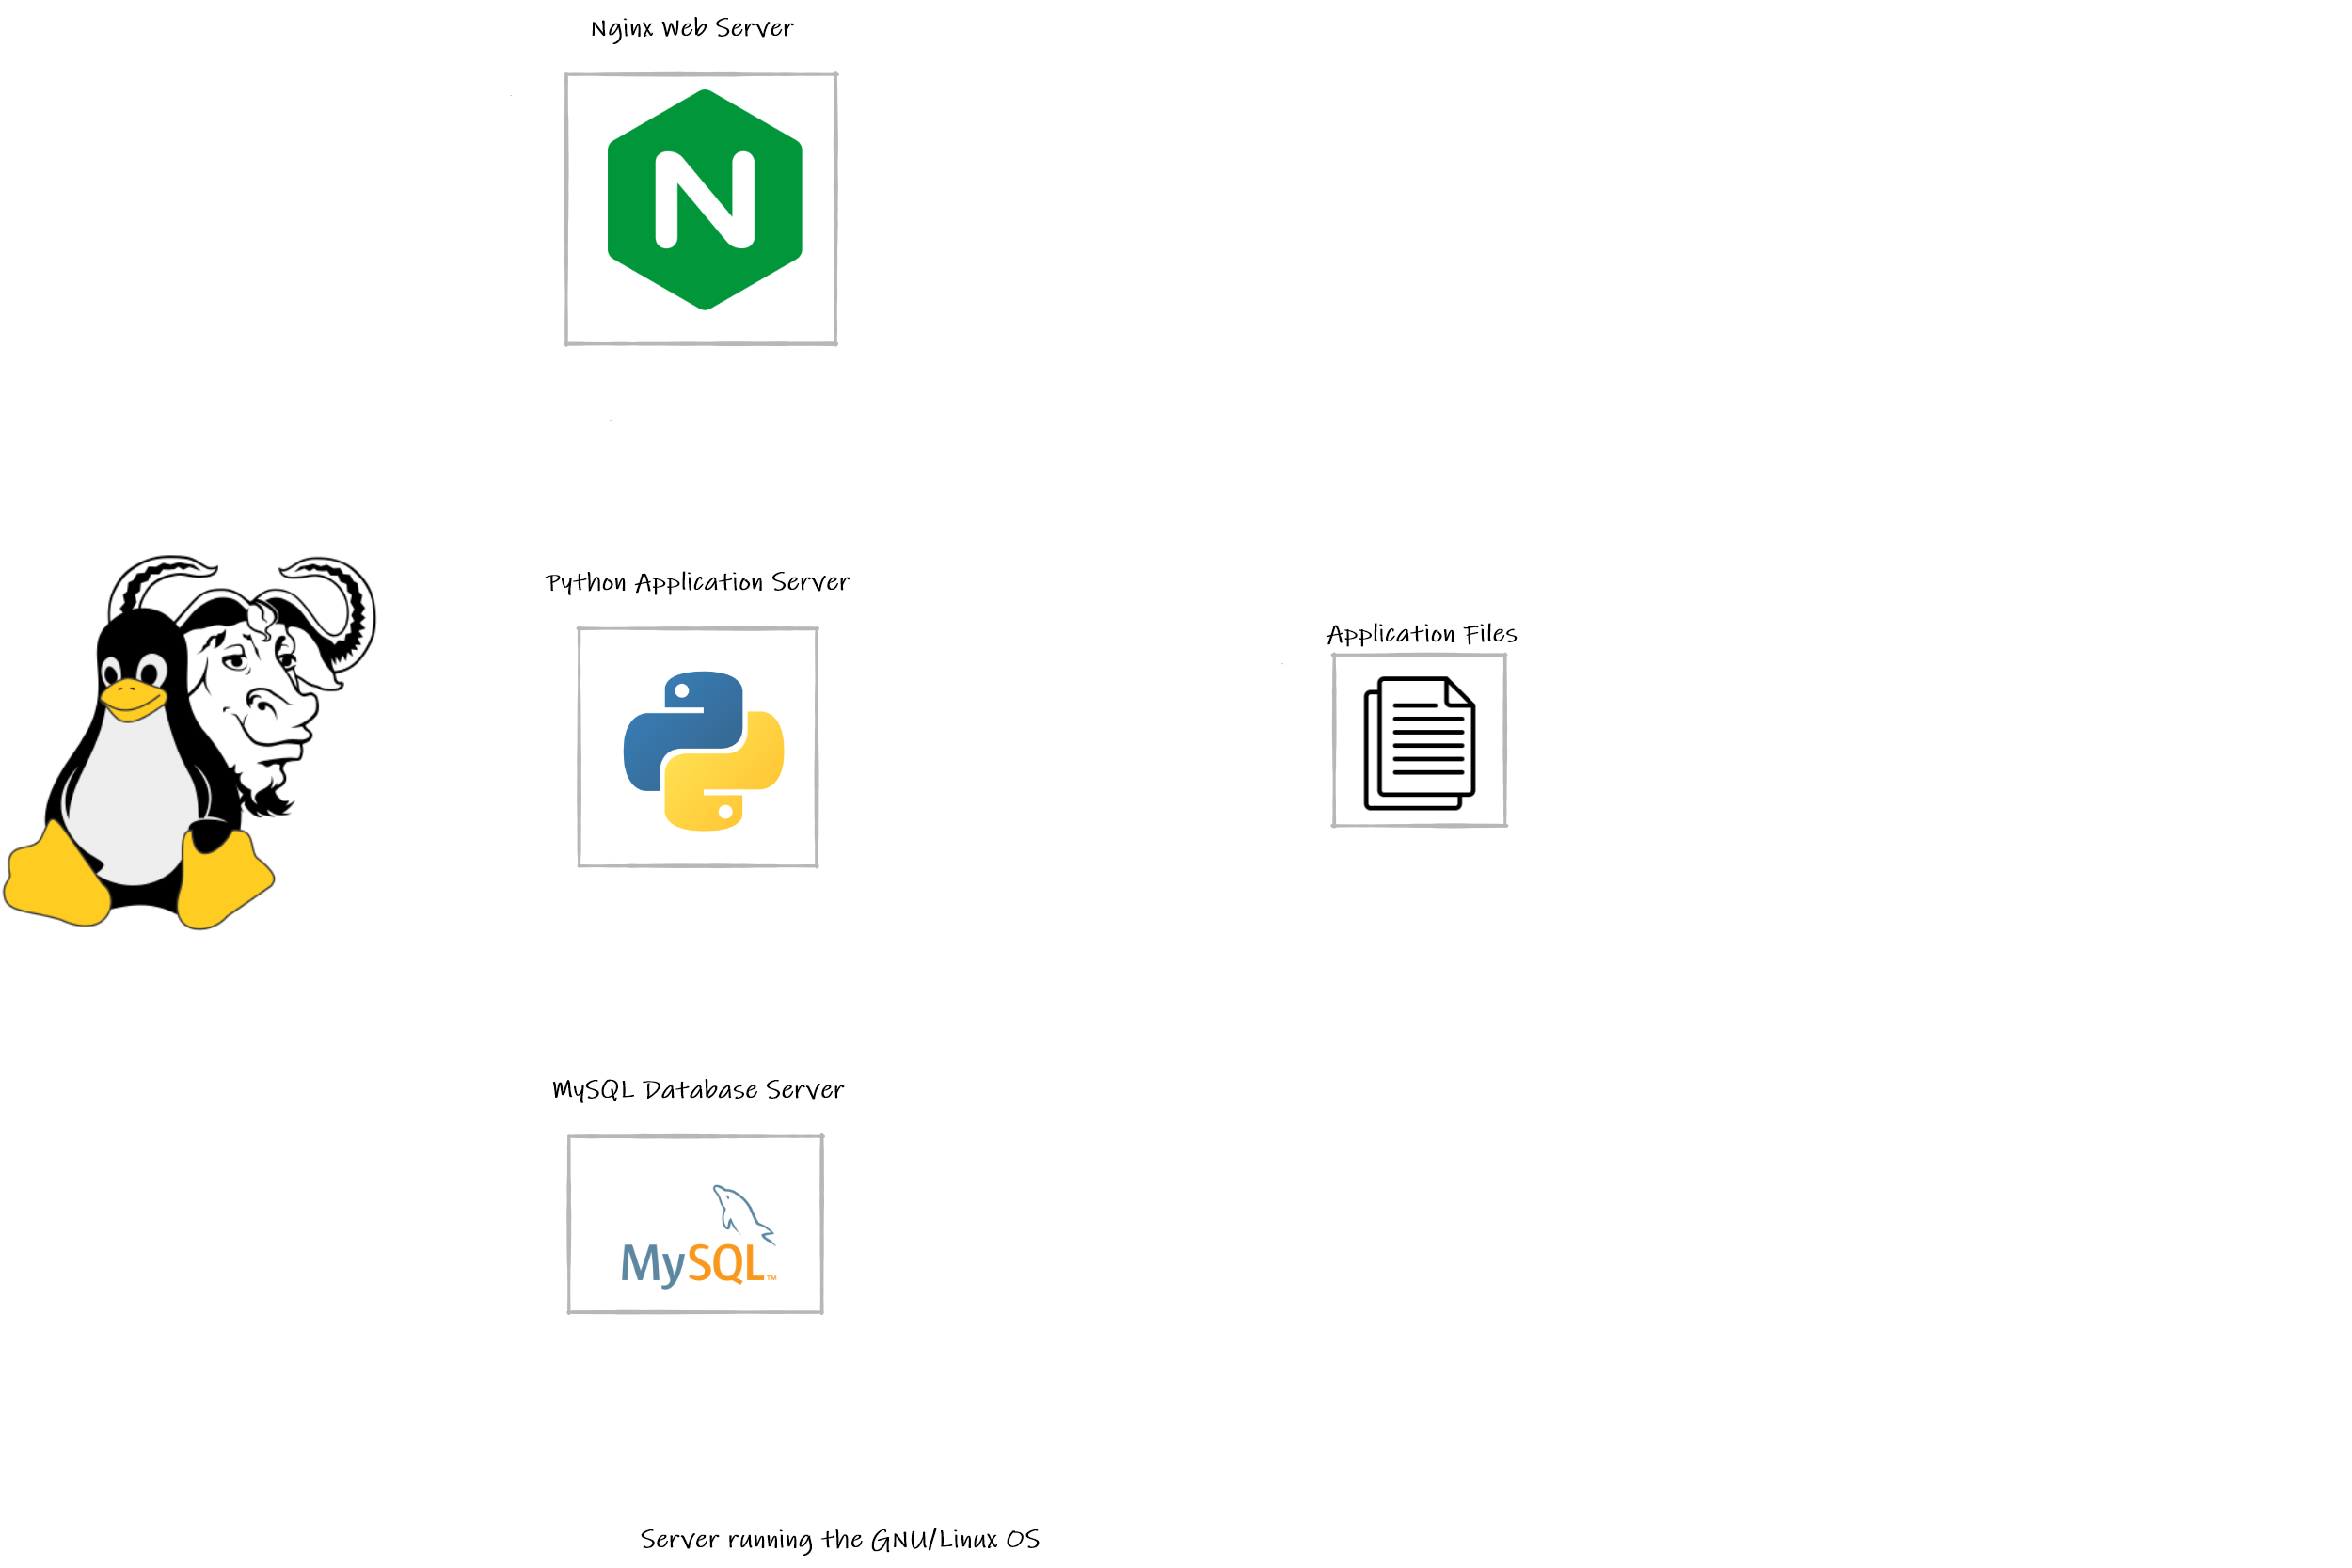 Nginx Web Server
N
Python Application Server
Application Files
MySQL Database Server
MySQL™
Server running the GNU/Linux OS